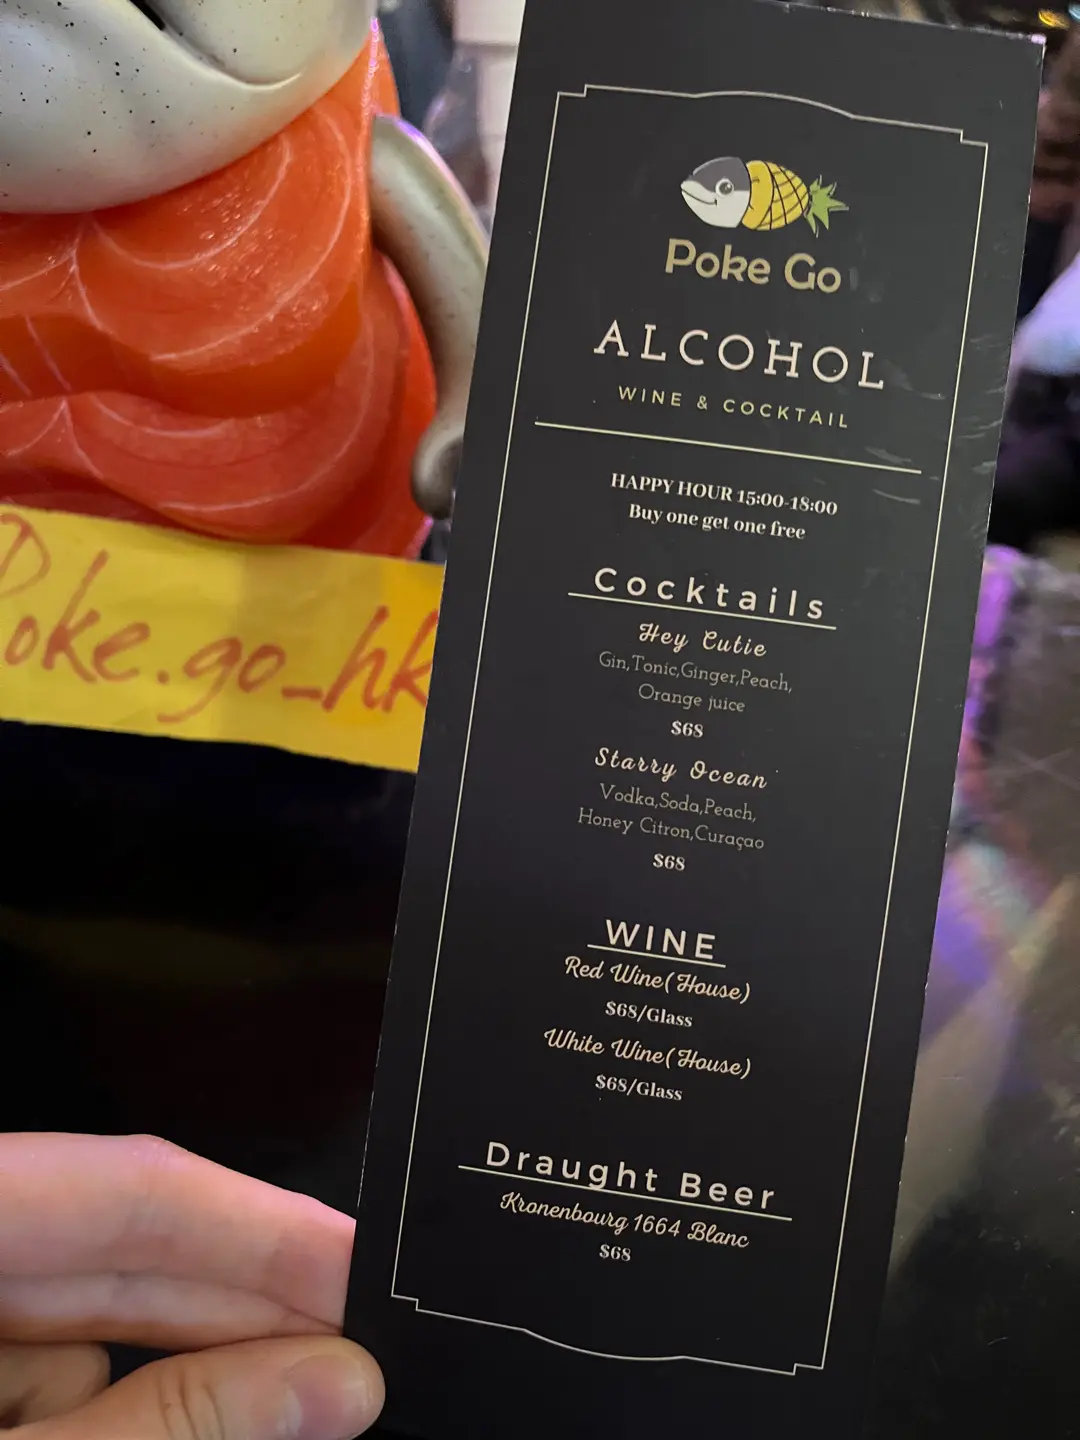 Poke Go
ALCOHOL
WINE & COCKTAIL
HAPPY HOUR 15:00-18:00
Buy one get one free
Cocktails
Hey Cutie
Gin,Tonic,Ginger,Peach,
Orange juice
$68
Starry Ocean
Vodka,Soda,Peach,
Honey Citron,Curaçao
$68
WINE
Red Wine(House)
$68/Glass
White Wine(House)
$68/Glass
Draught Beer
Kronenbourg 1664 Blanc
$68
Poke.go_hk